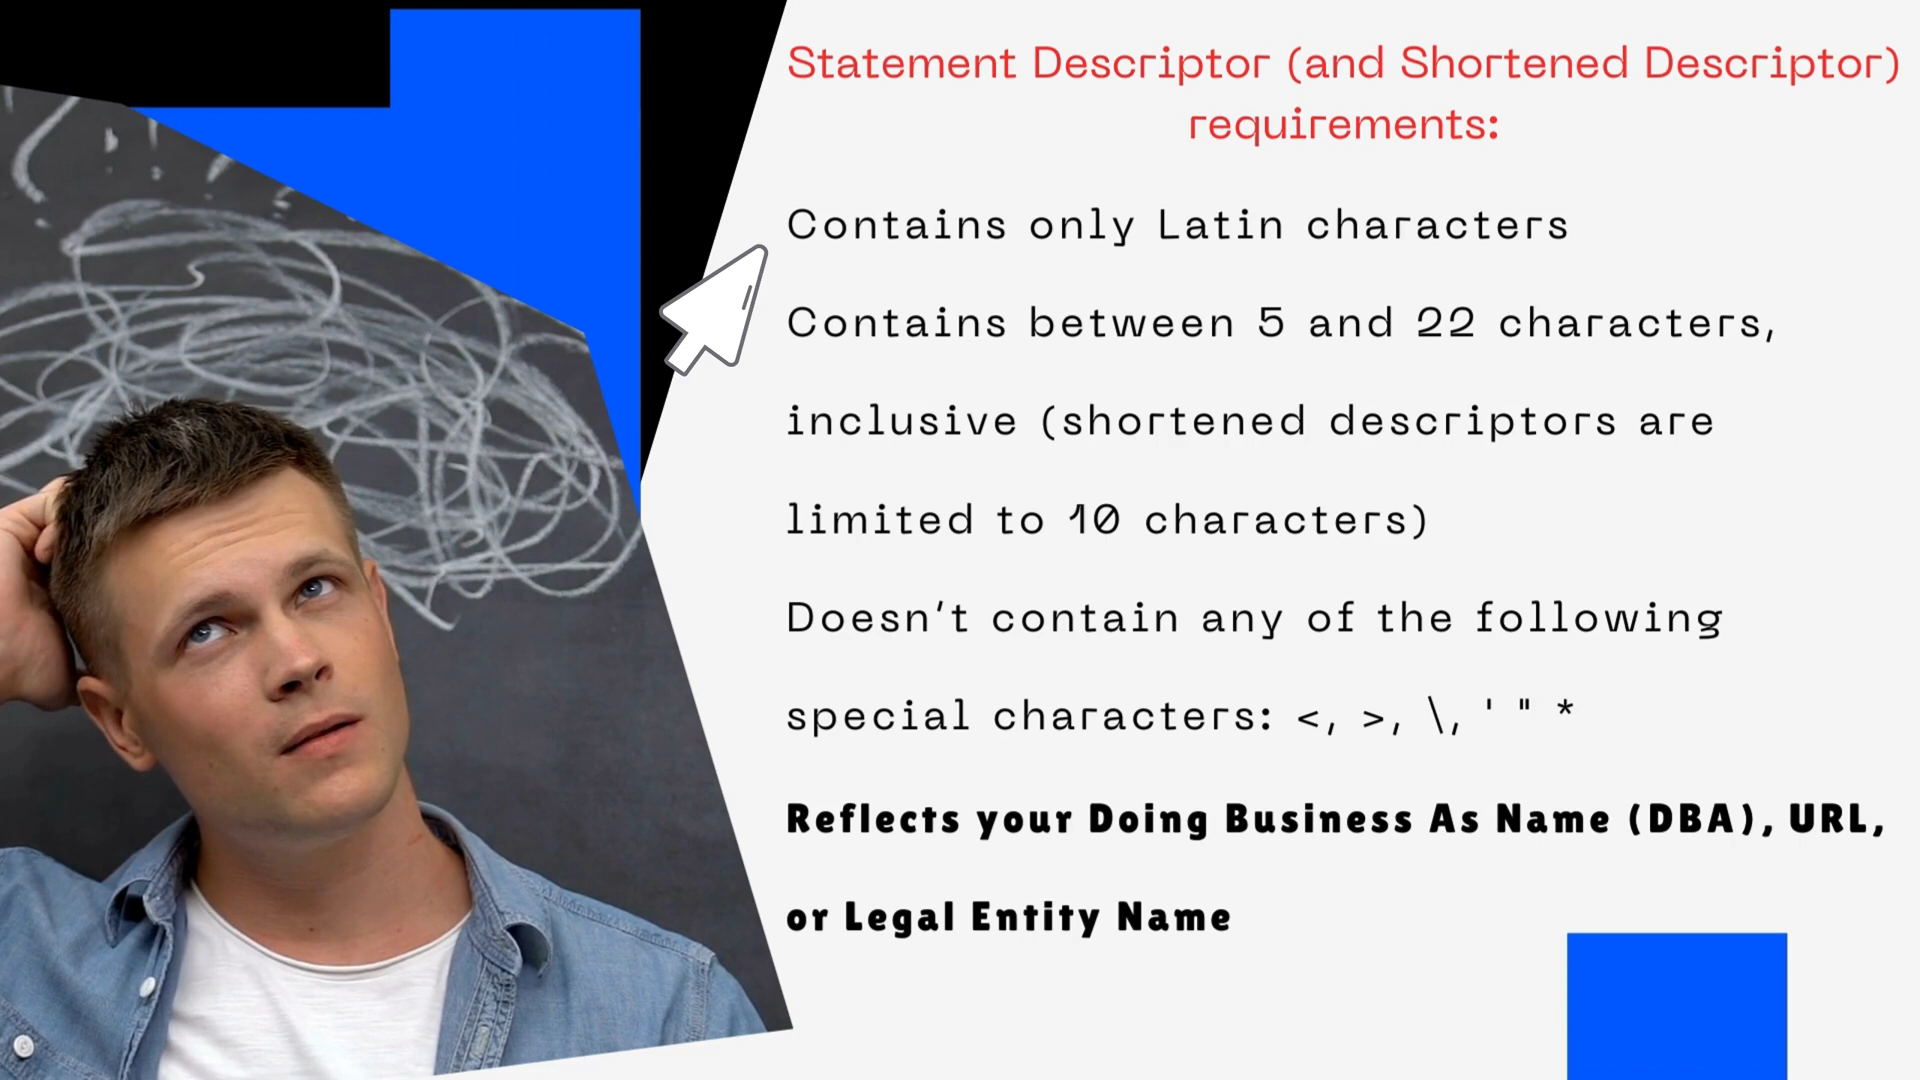 Statement Descriptor (and Shortened Descriptor)
requirements:
Contains only Latin characters
Contains between 5 and 22 characters,
inclusive (shortened descriptors are
limited to 10 characters)
Doesn't contain any of the following
special characters: <, >, \, ' " *
Reflects your Doing Business As Name (DBA), URL,
or Legal Entity Name